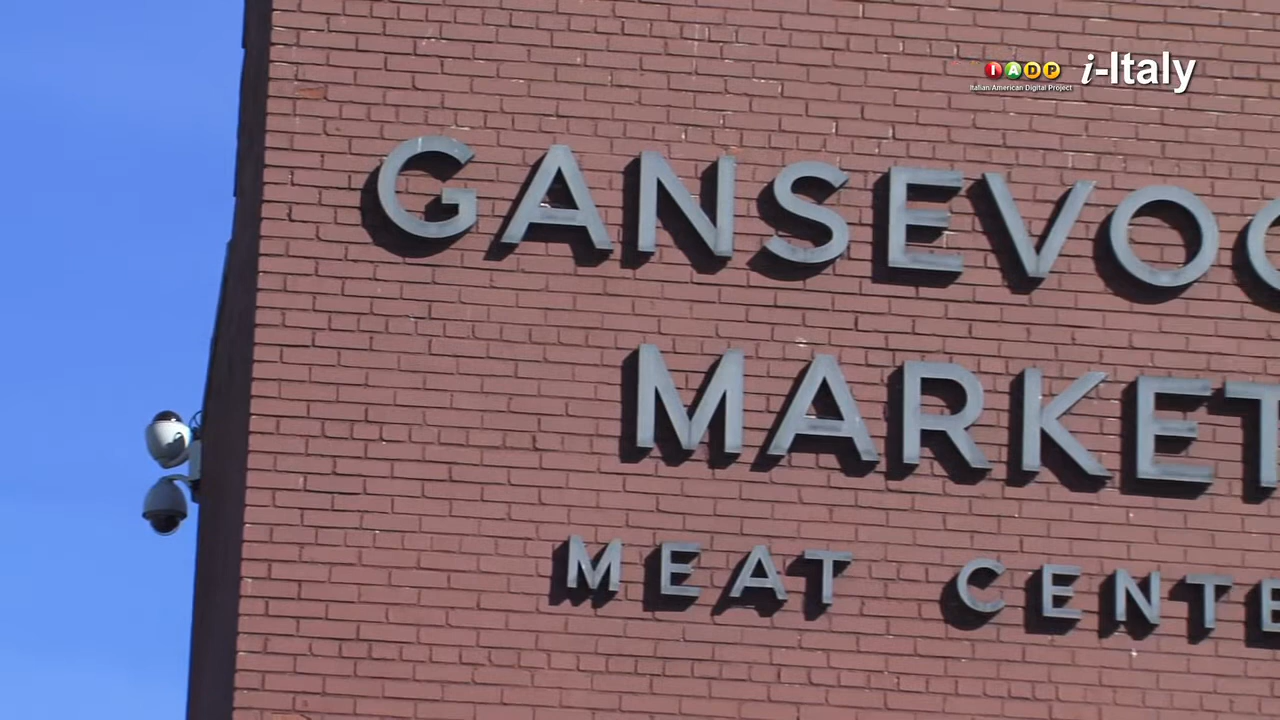 IADP i-Italy
Italian American Digital Project
GANSEVOO
MARKET
MEAT CENTE